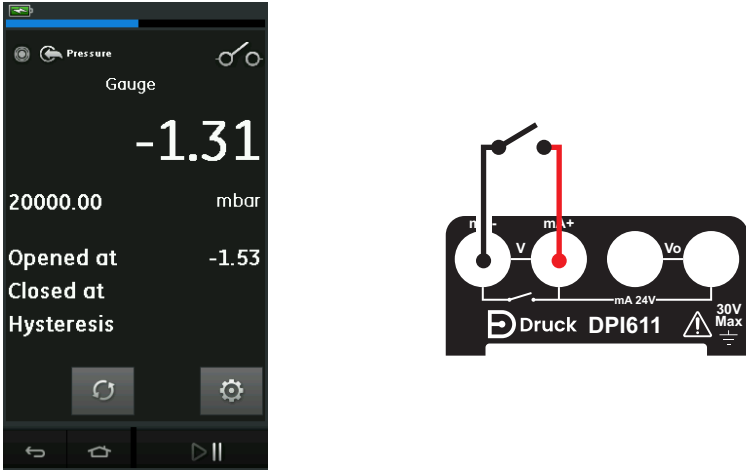 Pressure
Gauge
-1.31
20000.00 mbar
Opened at -1.53
Closed at
Hysteresis
mA+
V Vo
mA 24V
Druck DPI611
30V
Max